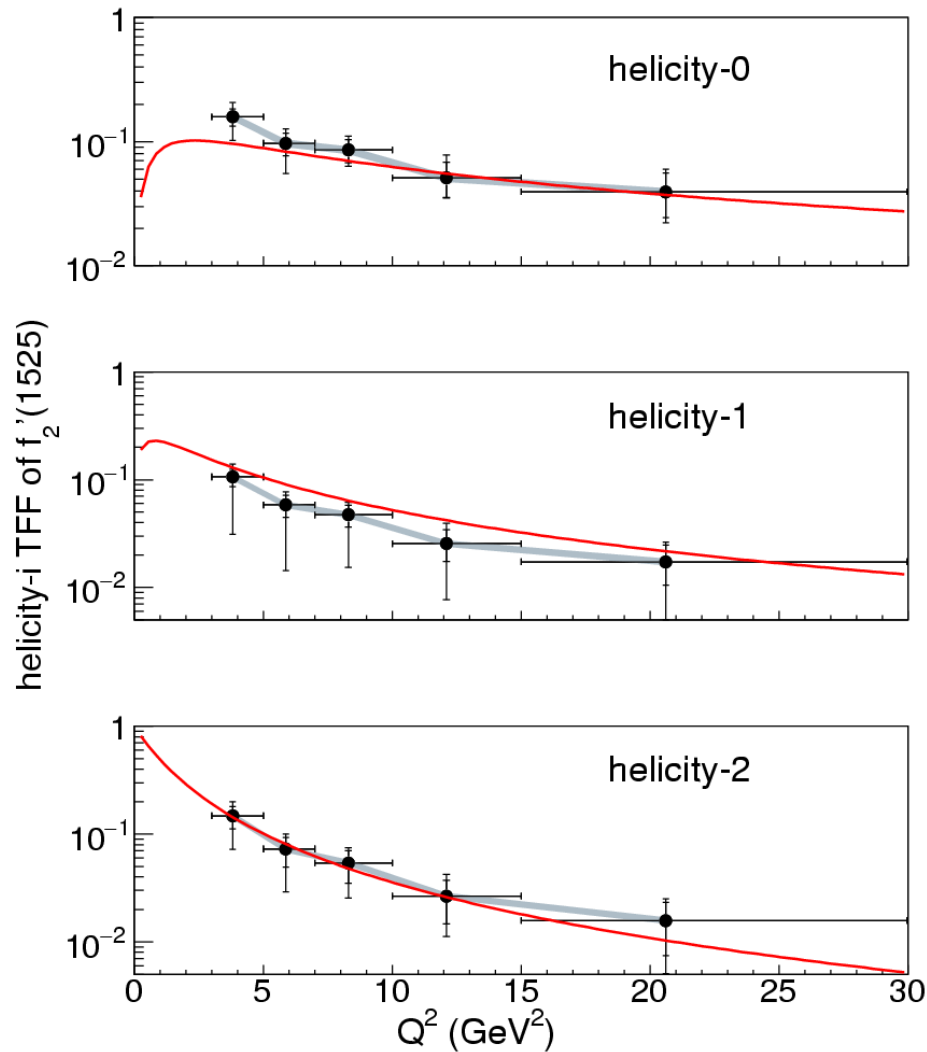 helicity-i TFF of f₂'(1525)
1
helicity-0
10⁻¹
10⁻²
1
helicity-1
10⁻¹
10⁻²
1
helicity-2
10⁻¹
10⁻²
0 5 10 15 20 25 30
Q² (GeV²)